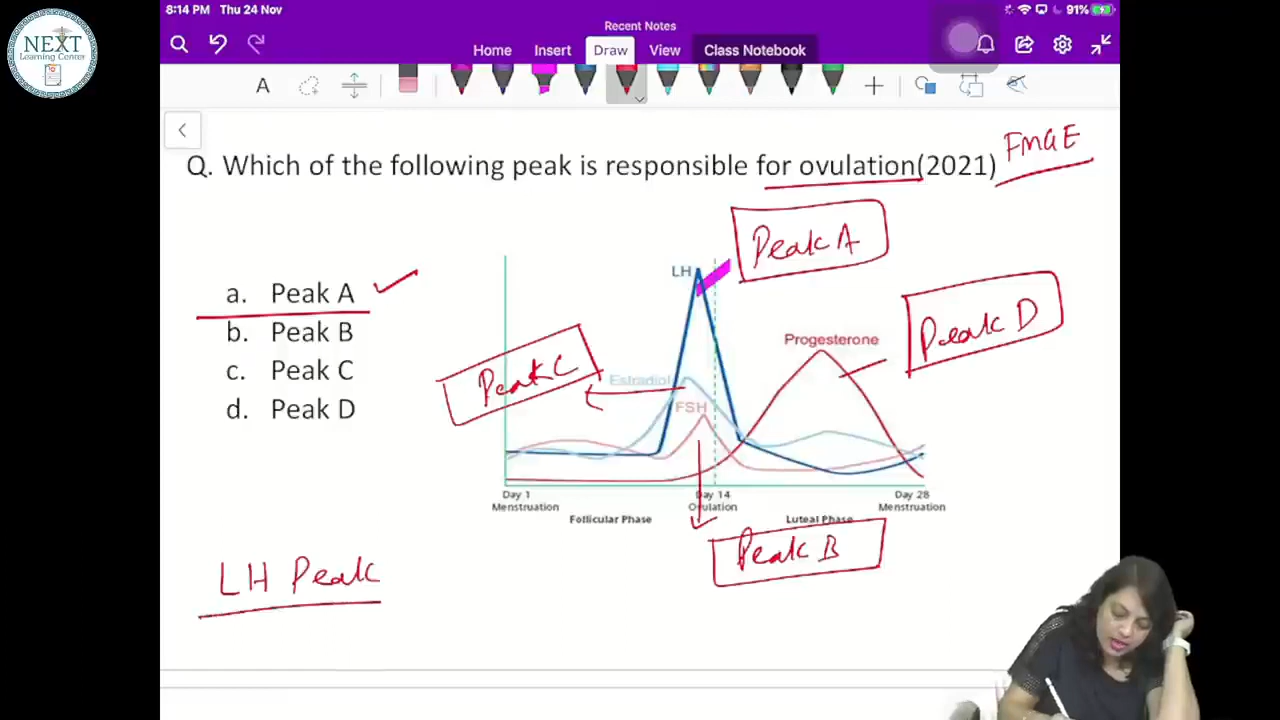 8:14 PM Thu 24 Nov
91%
NEXT
Learning Center
Recent Notes
Home Insert Draw View Class Notebook
A
FMGE
Q. Which of the following peak is responsible for ovulation(2021)
Peak A
LH
a. Peak A
b. Peak B
c. Peak C
d. Peak D
Peak D
Progesterone
Peak C
Estradiol
FSH
Day 1
Menstruation
Day 14
Ovulation
Day 28
Menstruation
Follicular Phase
Luteal Phase
Peak B
LH Peak